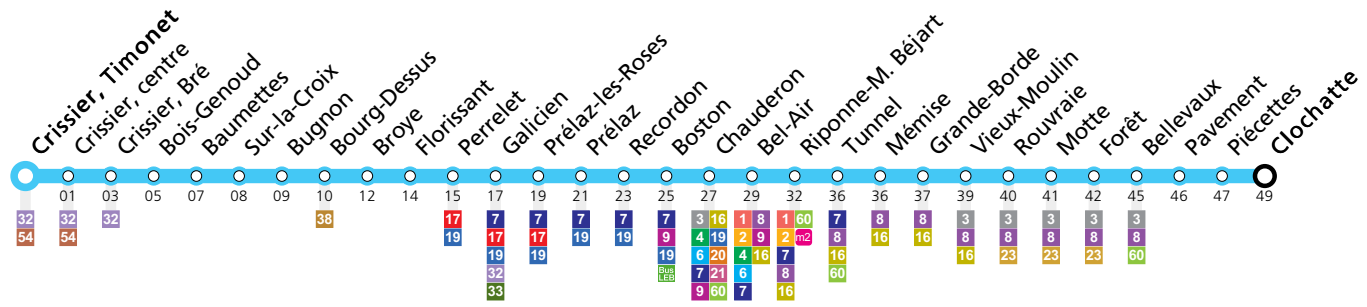 Crissier, Timonet
Crissier, centre
Crissier, Bré
Bois-Genoud
Baumettes
Sur-la-Croix
Bugnon
Bourg-Dessus
Broye
Florissant
Perrelet
Galicien
Prélaz-les-Roses
Prélaz
Recordon
Boston
Chauderon
Bel-Air
Riponne-M. Béjart
Tunnel
Mémise
Grande-Borde
Vieux-Moulin
Rouvraie
Motte
Forêt
Bellevaux
Pavement
Piécettes
Clochatte
01 03 05 07 08 09 10 12 14 15 17 19 21 23 25 27 29 32 36 36 37 39 40 41 43 45 46 47 49
32 32 32 38 17 7 7 7 7 7 3 16 1 8 1 60 7 8 8 3 3 3 3 3
54 54 19 17 17 19 19 9 4 19 2 9 2 m2 8 16 16 8 8 8 8 8
19 19 19 6 20 4 16 7 16 16 23 23 23 60
32 Bus LEB 7 21 6 8 60
33 9 60 7 16